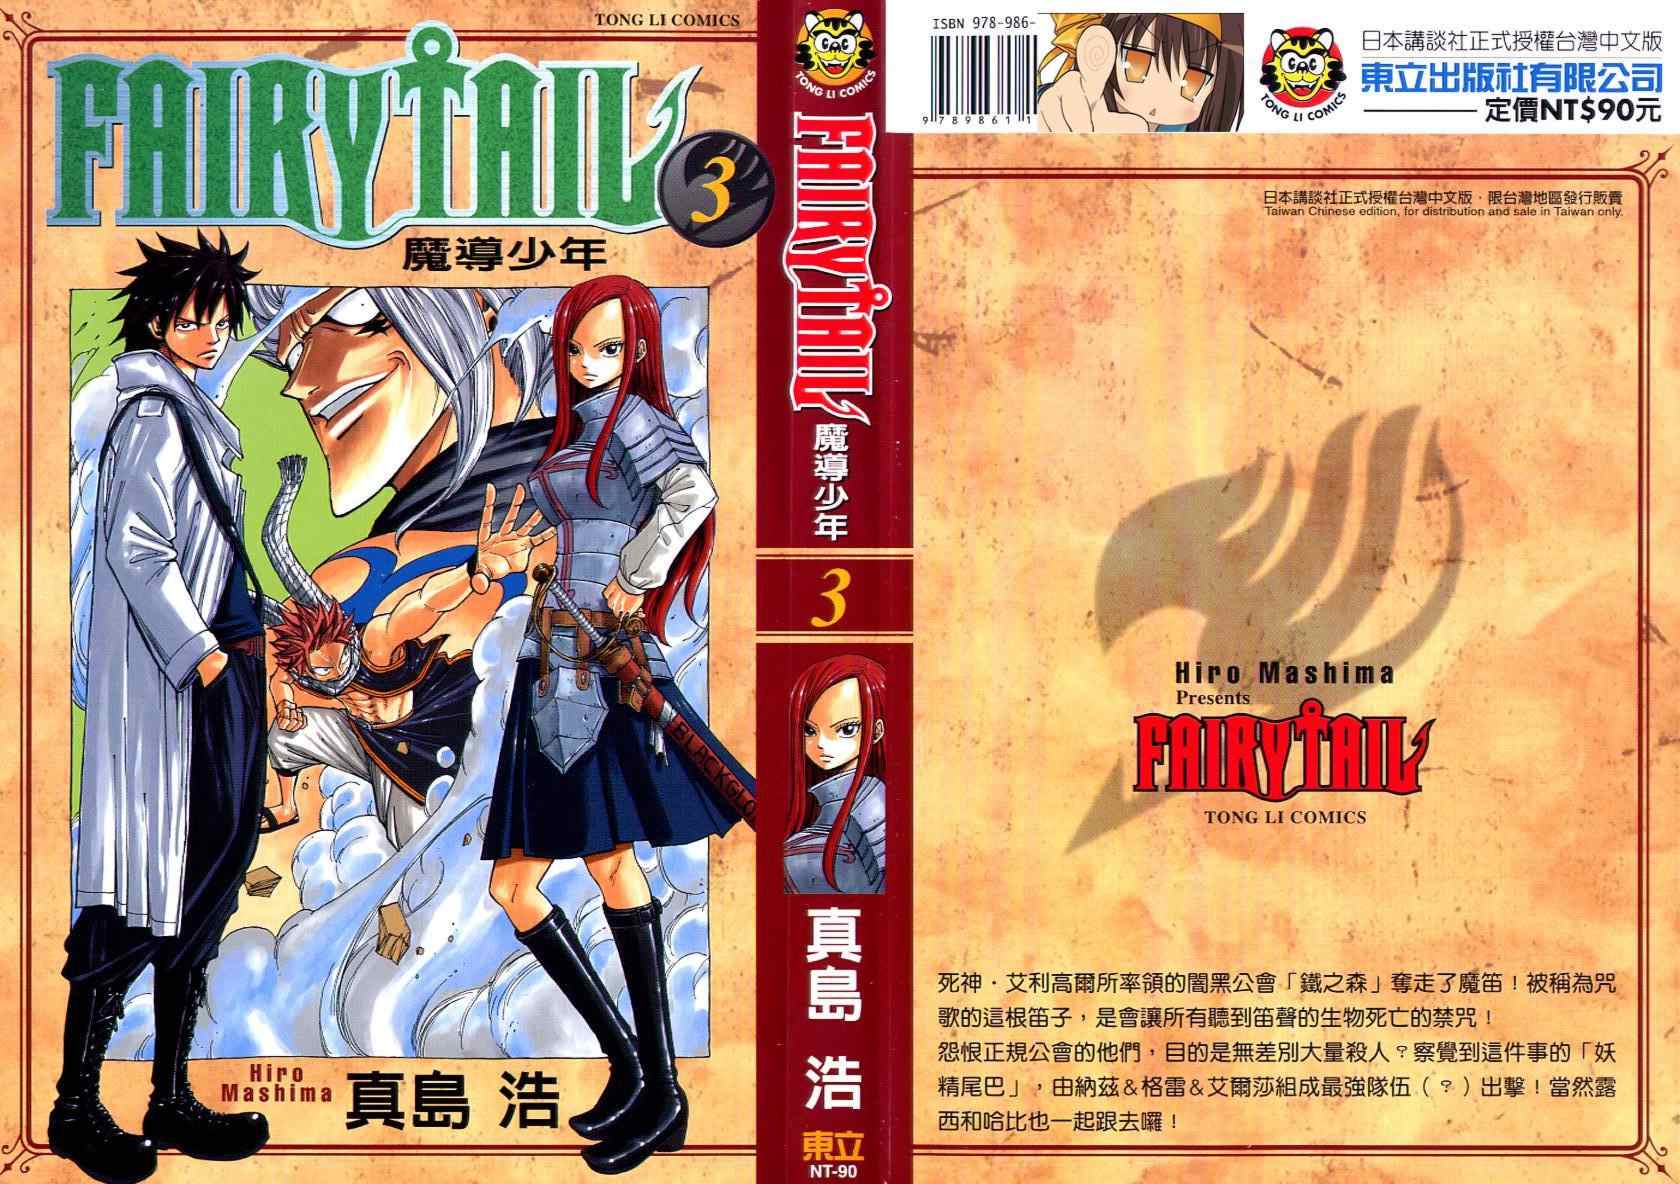 TONG LI COMICS
FAIRY TAIL
3
魔導少年
BLACKGLO
Hiro
Mashima
真島 浩
TONG LI COMICS
FAIRY TAIL
魔導少年
3
真島 浩
東立
NT-90
ISBN 978-986-
9 789861 1
TONG LI COMICS
日本講談社正式授權台灣中文版
東立出版社有限公司
定價NT$90元
日本講談社正式授權台灣中文版．限台灣地區發行販賣
Taiwan Chinese edition, for distribution and sale in Taiwan only.
Hiro Mashima
Presents
FAIRY TAIL
TONG LI COMICS
死神．艾利高爾所率領的闇黑公會「鐵之森」奪走了魔笛！被稱為咒
歌的這根笛子，是會讓所有聽到笛聲的生物死亡的禁咒！
怨恨正規公會的他們，目的是無差別大量殺人？察覺到這件事的「妖
精尾巴」，由納茲＆格雷＆艾爾莎組成最強隊伍（？）出擊！當然露
西和哈比也一起跟去囉！